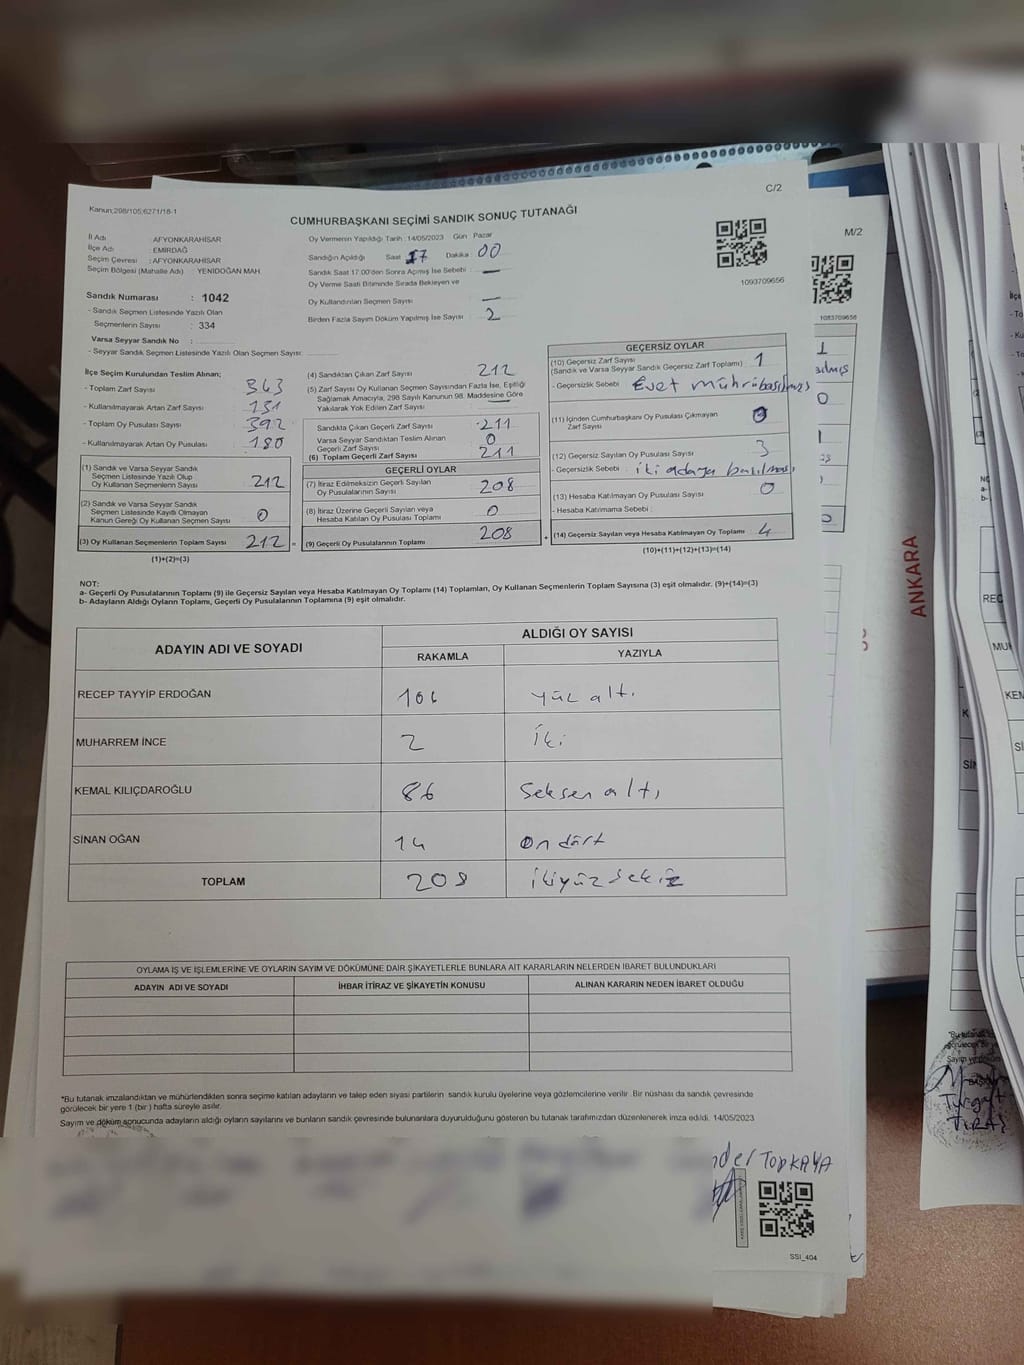 C/2
Kanun;298/105;6271/18-1
CUMHURBAŞKANI SEÇİMİ SANDIK SONUÇ TUTANAĞI
İl Adı : AFYONKARAHİSAR
İlçe Adı : EMİRDAĞ
Seçim Çevresi : AFYONKARAHİSAR
Seçim Bölgesi (Mahalle Adı) : YENİDOĞAN MAH.
Sandık Numarası : 1042
- Sandık Seçmen Listesinde Yazılı Olan
Seçmenlerin Sayısı : 334
Varsa Seyyar Sandık No :
- Seyyar Sandık Seçmen Listesinde Yazılı Olan Seçmen Sayısı:
Oy Vermenin Yapıldığı Tarih : 14/05/2023 Gün Pazar
Sandığın Açıldığı Saat 17 Dakika 00
Sandık Saat 17:00'den Sonra Açmış İse Sebebi : —
Oy Verme Saati Bitiminde Sırada Bekleyen ve
Oy Kullandırılan Seçmen Sayısı —
Birden Fazla Sayım Döküm Yapılmış İse Sayısı : 2
1093709656
İlçe Seçim Kurulundan Teslim Alınan;
- Toplam Zarf Sayısı 343
- Kullanılmayarak Artan Zarf Sayısı 131
- Toplam Oy Pusulası Sayısı 392
- Kullanılmayarak Artan Oy Pusulası 180
(1) Sandık ve Varsa Seyyar Sandık
Seçmen Listesinde Yazılı Olup
Oy Kullanan Seçmenlerin Sayısı 212
(2) Sandık ve Varsa Seyyar Sandık
Seçmen Listesinde Kayıtlı Olmayan
Kanun Gereği Oy Kullanan Seçmen Sayısı 0
(3) Oy Kullanan Seçmenlerin Toplam Sayısı 212 =
(1)+(2)=(3)
(4) Sandıktan Çıkan Zarf Sayısı 212
(5) Zarf Sayısı Oy Kullanan Seçmen Sayısından Fazla İse, Eşitliği
Sağlamak Amacıyla, 298 Sayılı Kanunun 98. Maddesine Göre
Yakılarak Yok Edilen Zarf Sayısı —
Sandıkta Çıkan Geçerli Zarf Sayısı 211
Varsa Seyyar Sandıktan Teslim Alınan
Geçerli Zarf Sayısı 0
(6) Toplam Geçerli Zarf Sayısı 211
GEÇERLİ OYLAR
(7) İtiraz Edilmeksizin Geçerli Sayılan
Oy Pusulalarının Sayısı 208
(8) İtiraz Üzerine Geçerli Sayılan veya
Hesaba Katılan Oy Pusulası Toplamı 0
(9) Geçerli Oy Pusulalarının Toplamı 208 +
GEÇERSİZ OYLAR
(10) Geçersiz Zarf Sayısı
(Sandık ve Varsa Seyyar Sandık Geçersiz Zarf Toplamı) 1
- Geçersizlik Sebebi : Evet mührü basılmış
(11) İçinden Cumhurbaşkanı Oy Pusulası Çıkmayan
Zarf Sayısı 0
(12) Geçersiz Sayılan Oy Pusulası Sayısı 3
- Geçersizlik Sebebi : iki adaya basılması
(13) Hesaba Katılmayan Oy Pusulası Sayısı 0
- Hesaba Katılmama Sebebi :
(14) Geçersiz Sayılan veya Hesaba Katılmayan Oy Toplamı 4
(10)+(11)+(12)+(13)=(14)
NOT:
a- Geçerli Oy Pusulalarının Toplamı (9) ile Geçersiz Sayılan veya Hesaba Katılmayan Oy Toplamı (14) Toplamları, Oy Kullanan Seçmenlerin Toplam Sayısına (3) eşit olmalıdır. (9)+(14)=(3)
b- Adayların Aldığı Oyların Toplamı, Geçerli Oy Pusulalarının Toplamına (9) eşit olmalıdır.
ADAYIN ADI VE SOYADI ALDIĞI OY SAYISI
RAKAMLA YAZIYLA
RECEP TAYYİP ERDOĞAN 106 Yüz altı
MUHARREM İNCE 2 İki
KEMAL KILIÇDAROĞLU 86 Seksen altı
SİNAN OĞAN 14 On dört
TOPLAM 208 İkiyüzsekiz
OYLAMA İŞ VE İŞLEMLERİNE VE OYLARIN SAYIM VE DÖKÜMÜNE DAİR ŞİKAYETLERLE BUNLARA AİT KARARLARIN NELERDEN İBARET BULUNDUKLARI
ADAYIN ADI VE SOYADI İHBAR İTİRAZ VE ŞİKAYETİN KONUSU ALINAN KARARIN NEDEN İBARET OLDUĞU
*Bu tutanak imzalandıktan ve mühürlendikten sonra seçime katılan adayların ve talep eden siyasi partilerin sandık kurulu üyelerine veya gözlemcilerine verilir. Bir nüshası da sandık çevresinde
görülecek bir yere 1 (bir) hafta süreyle asılır.
Sayım ve döküm sonucunda adayların aldığı oyların sayılarını ve bunların sandık çevresinde bulunanlara duyurulduğunu gösteren bu tutanak tarafımızdan düzenlenerek imza edildi. 14/05/2023
nder TOPKAYA
SSI_404
M/2
1083709656
ANKARA
Turgut
TIRAŞ